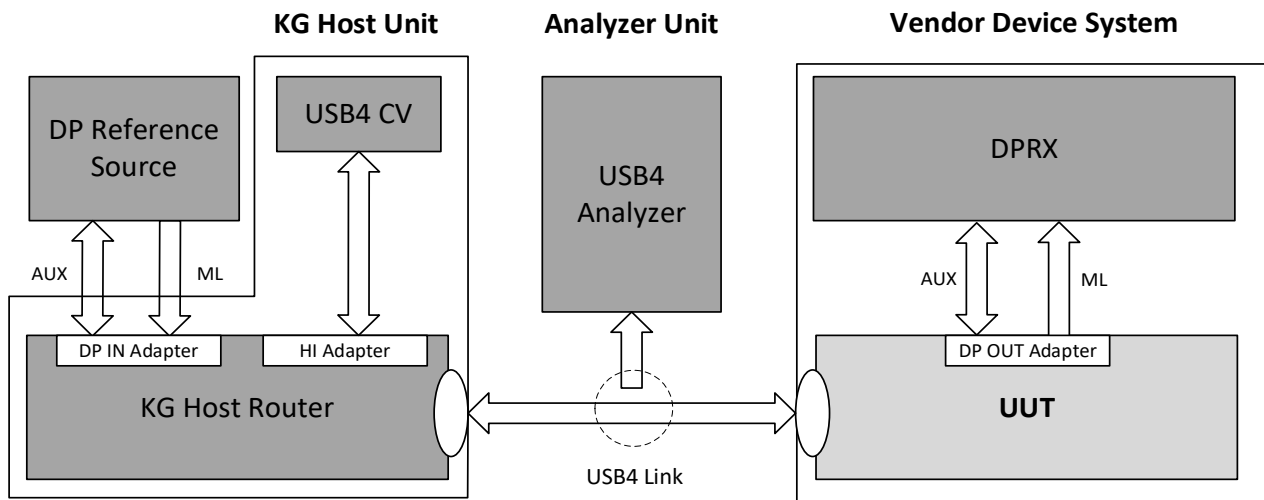 KG Host Unit
Analyzer Unit
Vendor Device System
DP Reference
Source
USB4 CV
USB4
Analyzer
DPRX
AUX
ML
AUX
ML
DP IN Adapter
HI Adapter
DP OUT Adapter
KG Host Router
UUT
USB4 Link